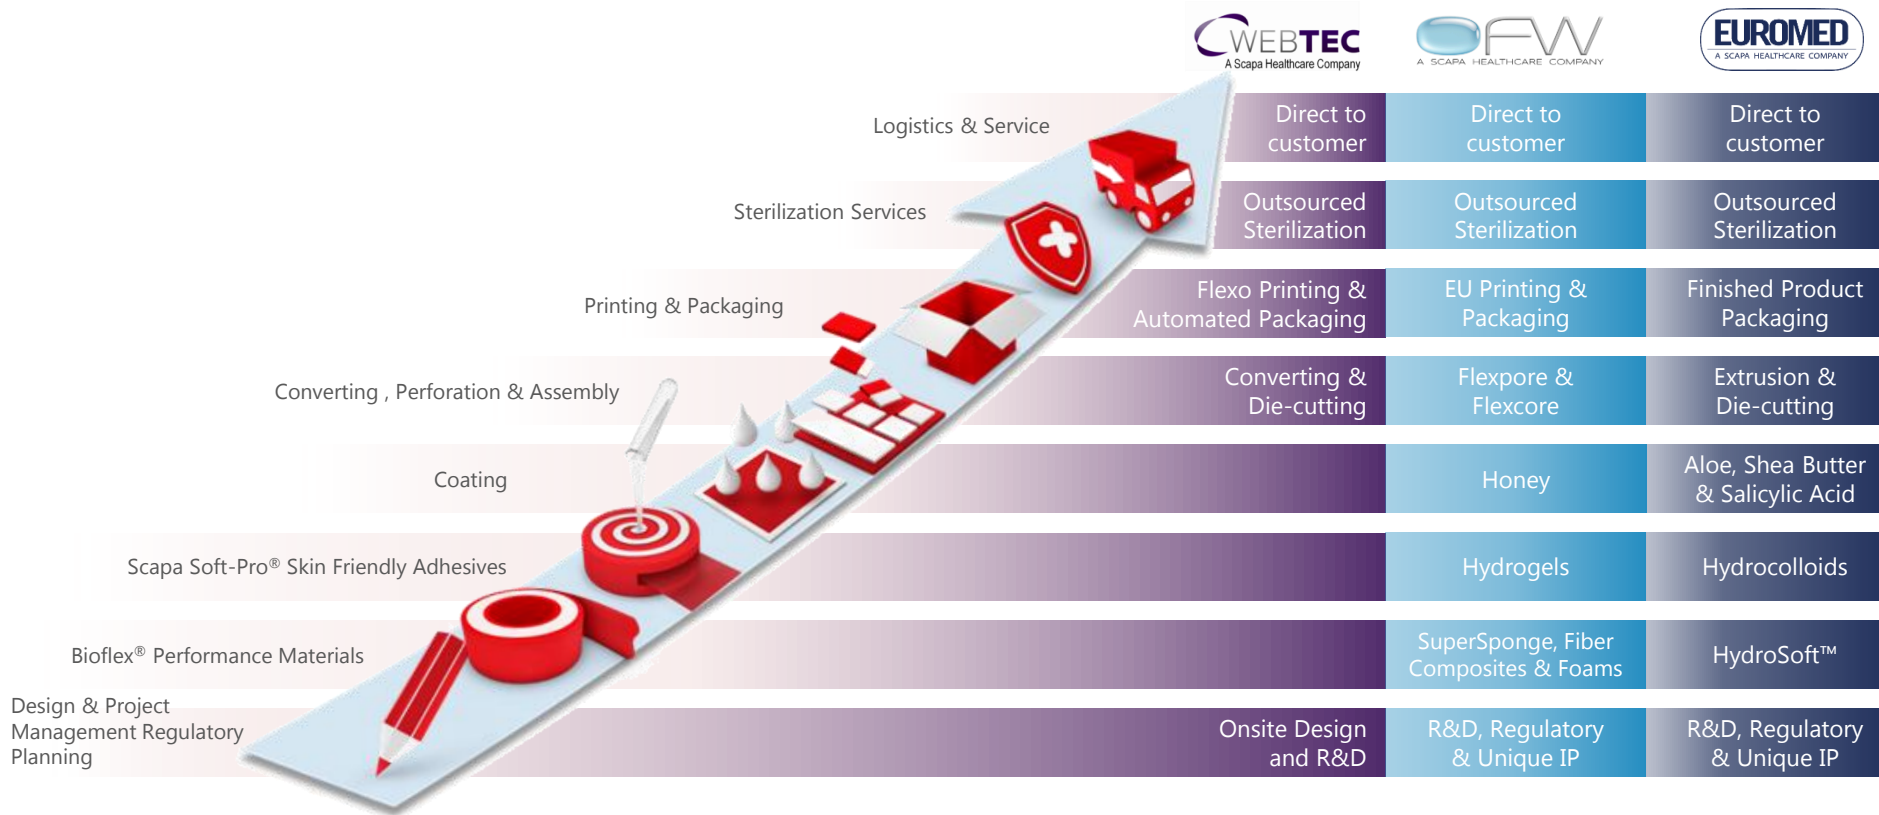 WEBTEC
A Scapa Healthcare Company
OFW
A SCAPA HEALTHCARE COMPANY
EUROMED
A SCAPA HEALTHCARE COMPANY
Logistics & Service
Direct to
customer
Direct to
customer
Direct to
customer
Sterilization Services
Outsourced
Sterilization
Outsourced
Sterilization
Outsourced
Sterilization
Printing & Packaging
Flexo Printing &
Automated Packaging
EU Printing &
Packaging
Finished Product
Packaging
Converting , Perforation & Assembly
Converting &
Die-cutting
Flexpore &
Flexcore
Extrusion &
Die-cutting
Coating
Honey
Aloe, Shea Butter
& Salicylic Acid
Scapa Soft-Pro® Skin Friendly Adhesives
Hydrogels
Hydrocolloids
Bioflex® Performance Materials
SuperSponge, Fiber
Composites & Foams
HydroSoft™
Design & Project
Management Regulatory
Planning
Onsite Design
and R&D
R&D, Regulatory
& Unique IP
R&D, Regulatory
& Unique IP